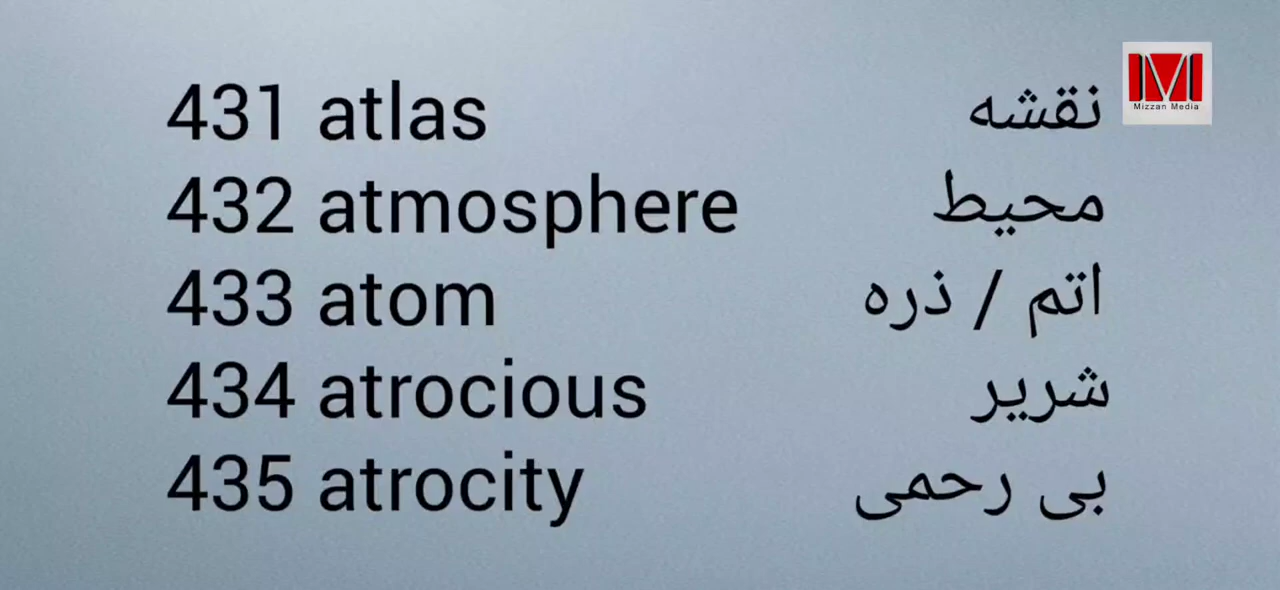 431 atlas نقشه
432 atmosphere محیط
433 atom اتم / ذره
434 atrocious شریر
435 atrocity بی رحمی
M
Mizzan Media